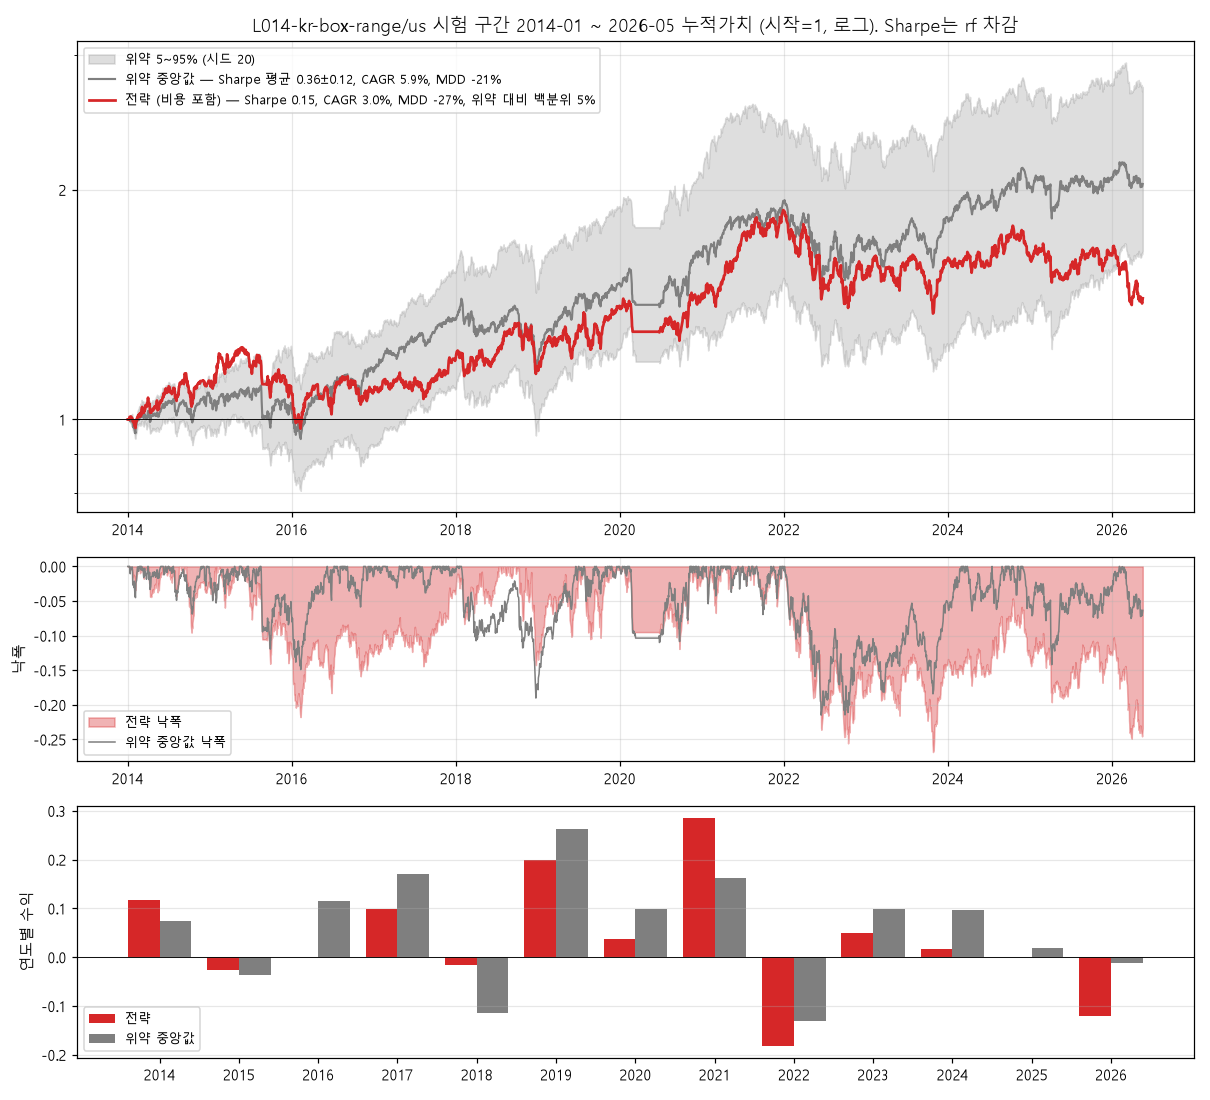 L014-kr-box-range/us 시험 구간 2014-01 ~ 2026-05 누적가치 (시작=1, 로그). Sharpe는 rf 차감
위약 5~95% (시드 20)
위약 중앙값 — Sharpe 평균 0.36±0.12, CAGR 5.9%, MDD -21%
전략 (비용 포함) — Sharpe 0.15, CAGR 3.0%, MDD -27%, 위약 대비 백분위 5%
2
1
2014 2016 2018 2020 2022 2024 2026
0.00
-0.05
-0.10
-0.15
-0.20
-0.25
낙폭
전략 낙폭
위약 중앙값 낙폭
2014 2016 2018 2020 2022 2024 2026
0.3
0.2
0.1
0.0
-0.1
-0.2
연도별 수익
전략
위약 중앙값
2014 2015 2016 2017 2018 2019 2020 2021 2022 2023 2024 2025 2026